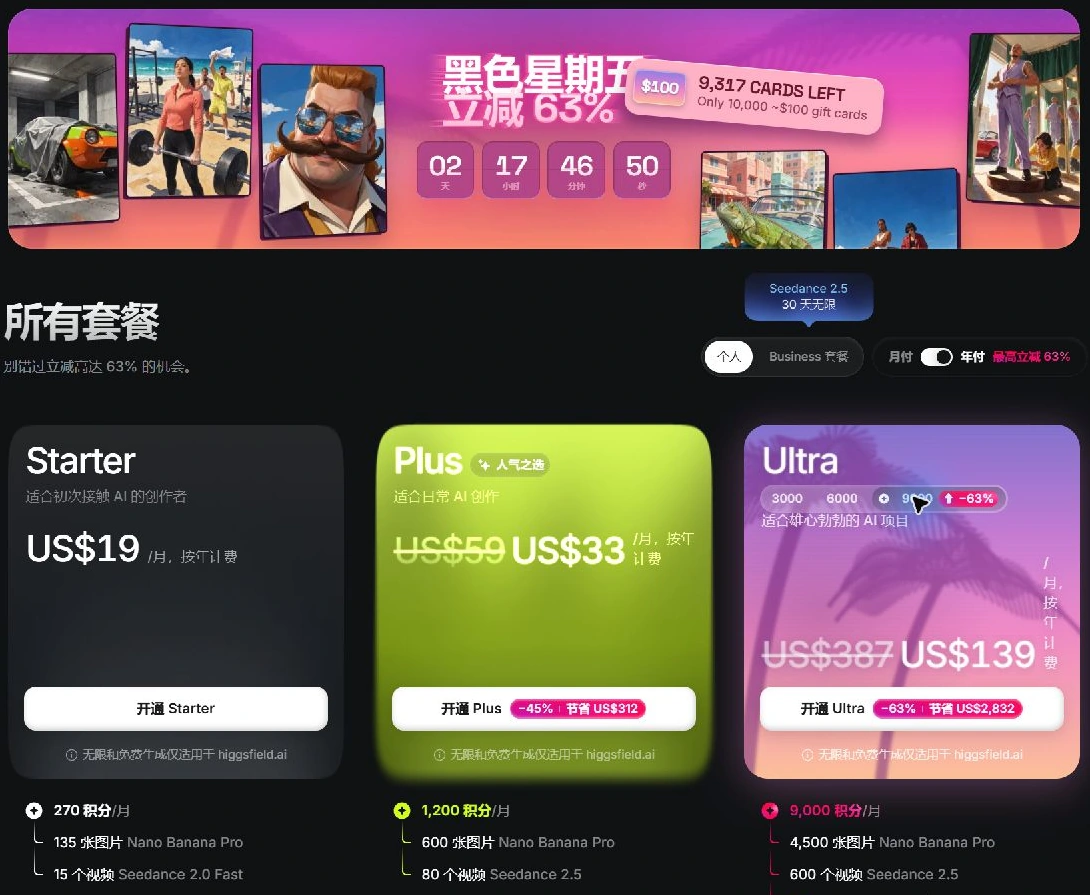 黑色星期五
立减 63%
$100
9,317 CARDS LEFT
Only 10,000 ~$100 gift cards
02 17 46 50
天 小时 分钟 秒
所有套餐
别错过立减高达 63% 的机会。
Seedance 2.5
30 天无限
个人 Business 套餐 月付 年付 最高立减 63%
Starter
适合初次接触 AI 的创作者
US$19 /月，按年计费
开通 Starter
无限和免费生成仅适用于 higgsfield.ai
270 积分/月
135 张图片 Nano Banana Pro
15 个视频 Seedance 2.0 Fast
Plus 人气之选
适合日常 AI 创作
US$59 US$33 /月，按年
计费
开通 Plus −45% 节省 US$312
无限和免费生成仅适用于 higgsfield.ai
1,200 积分/月
600 张图片 Nano Banana Pro
80 个视频 Seedance 2.5
Ultra
3000 6000 9000 −63%
适合雄心勃勃的 AI 项目
US$387 US$139
/
月，
按
年
计
费
开通 Ultra −63% 节省 US$2,832
无限和免费生成仅适用于 higgsfield.ai
9,000 积分/月
4,500 张图片 Nano Banana Pro
600 个视频 Seedance 2.5